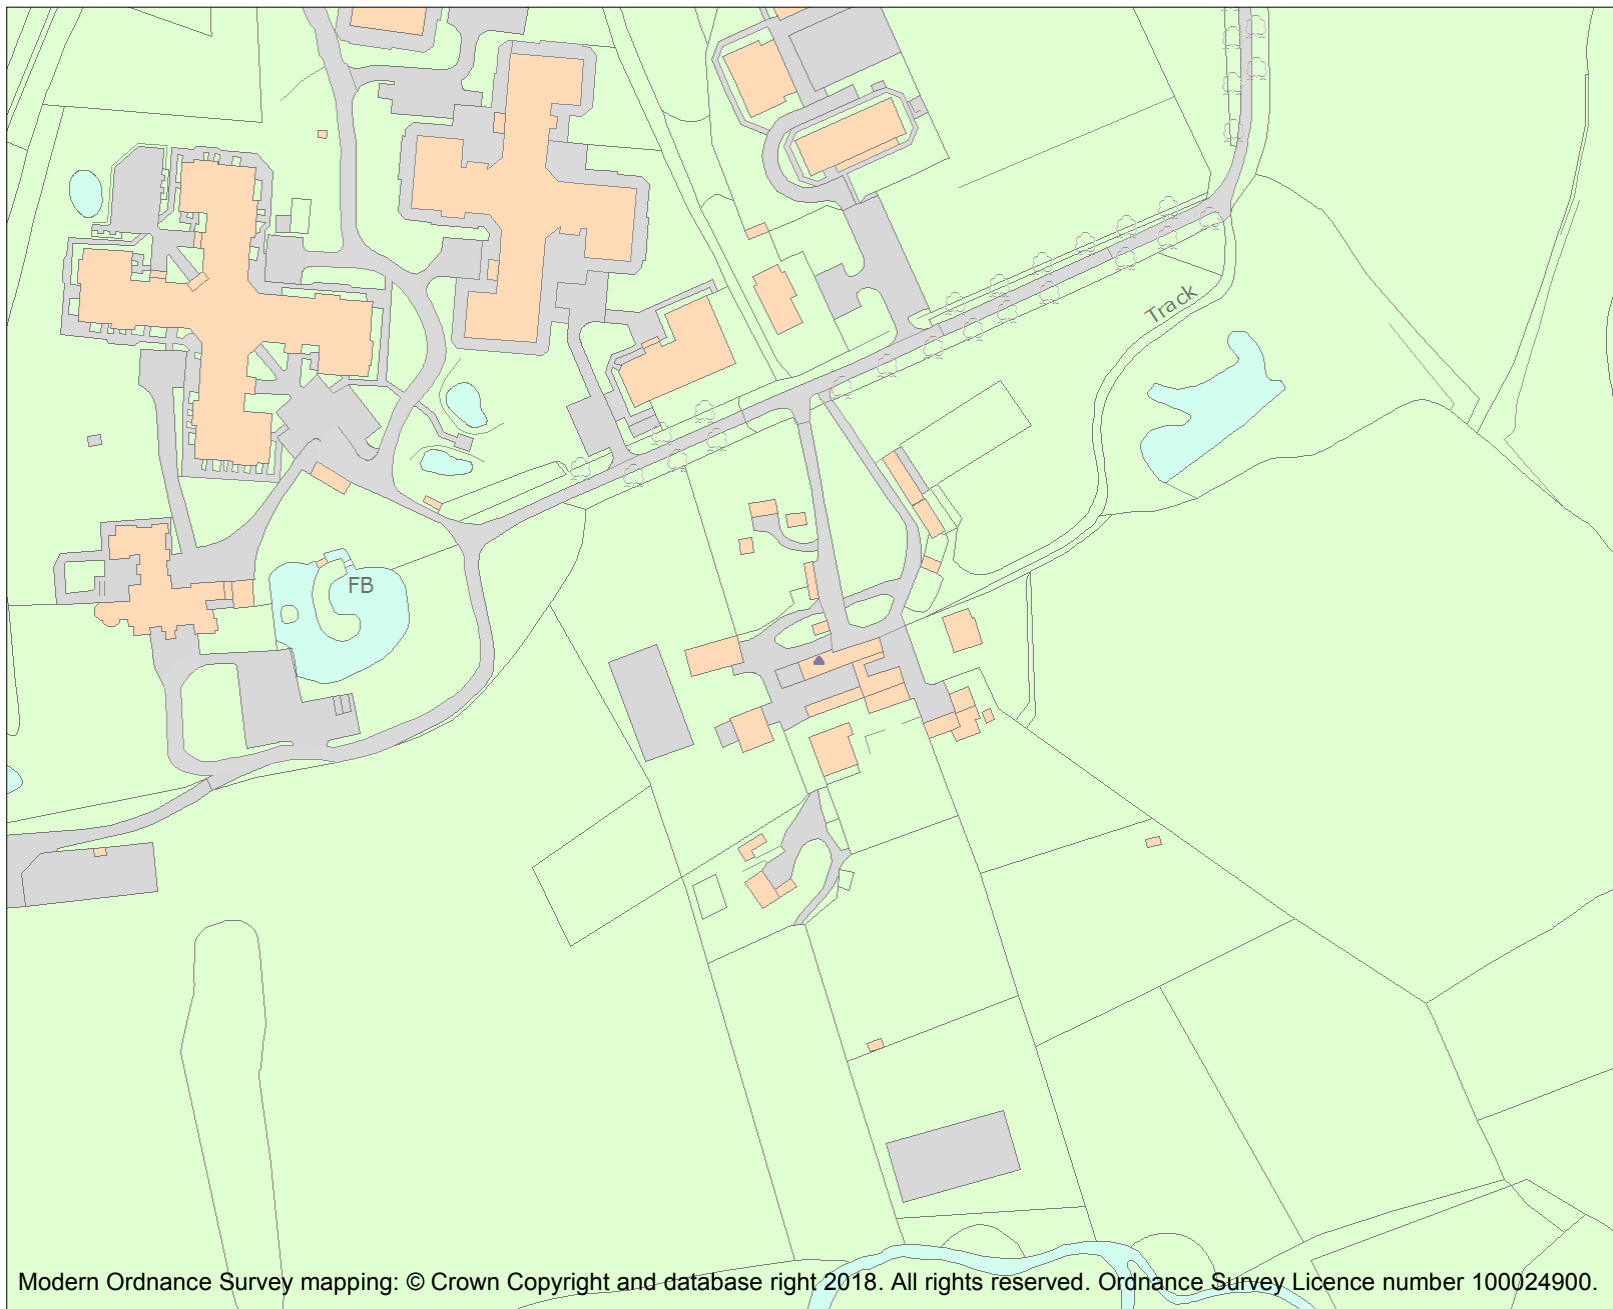 Track
FB
Modern Ordnance Survey mapping: © Crown Copyright and database right 2018. All rights reserved. Ordnance Survey Licence number 100024900.